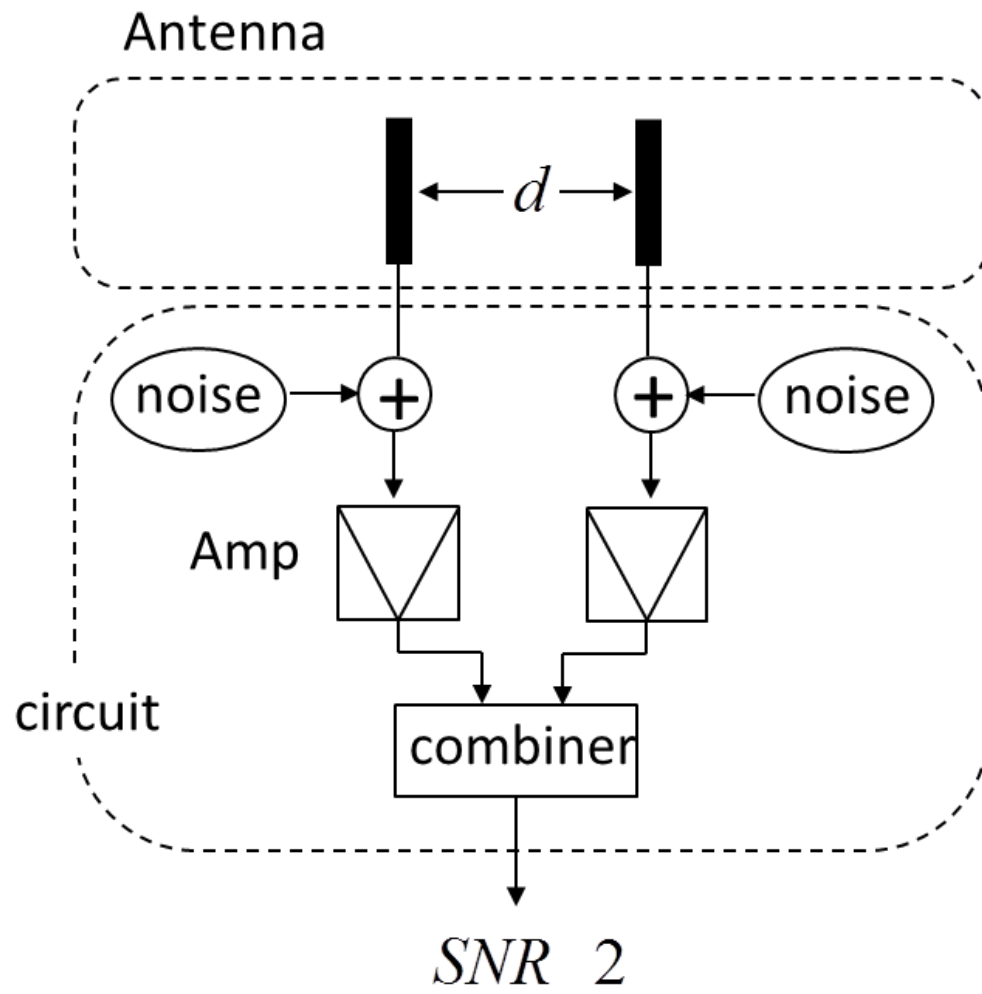 Antenna
d
noise + + noise
Amp
circuit
combiner
SNR 2